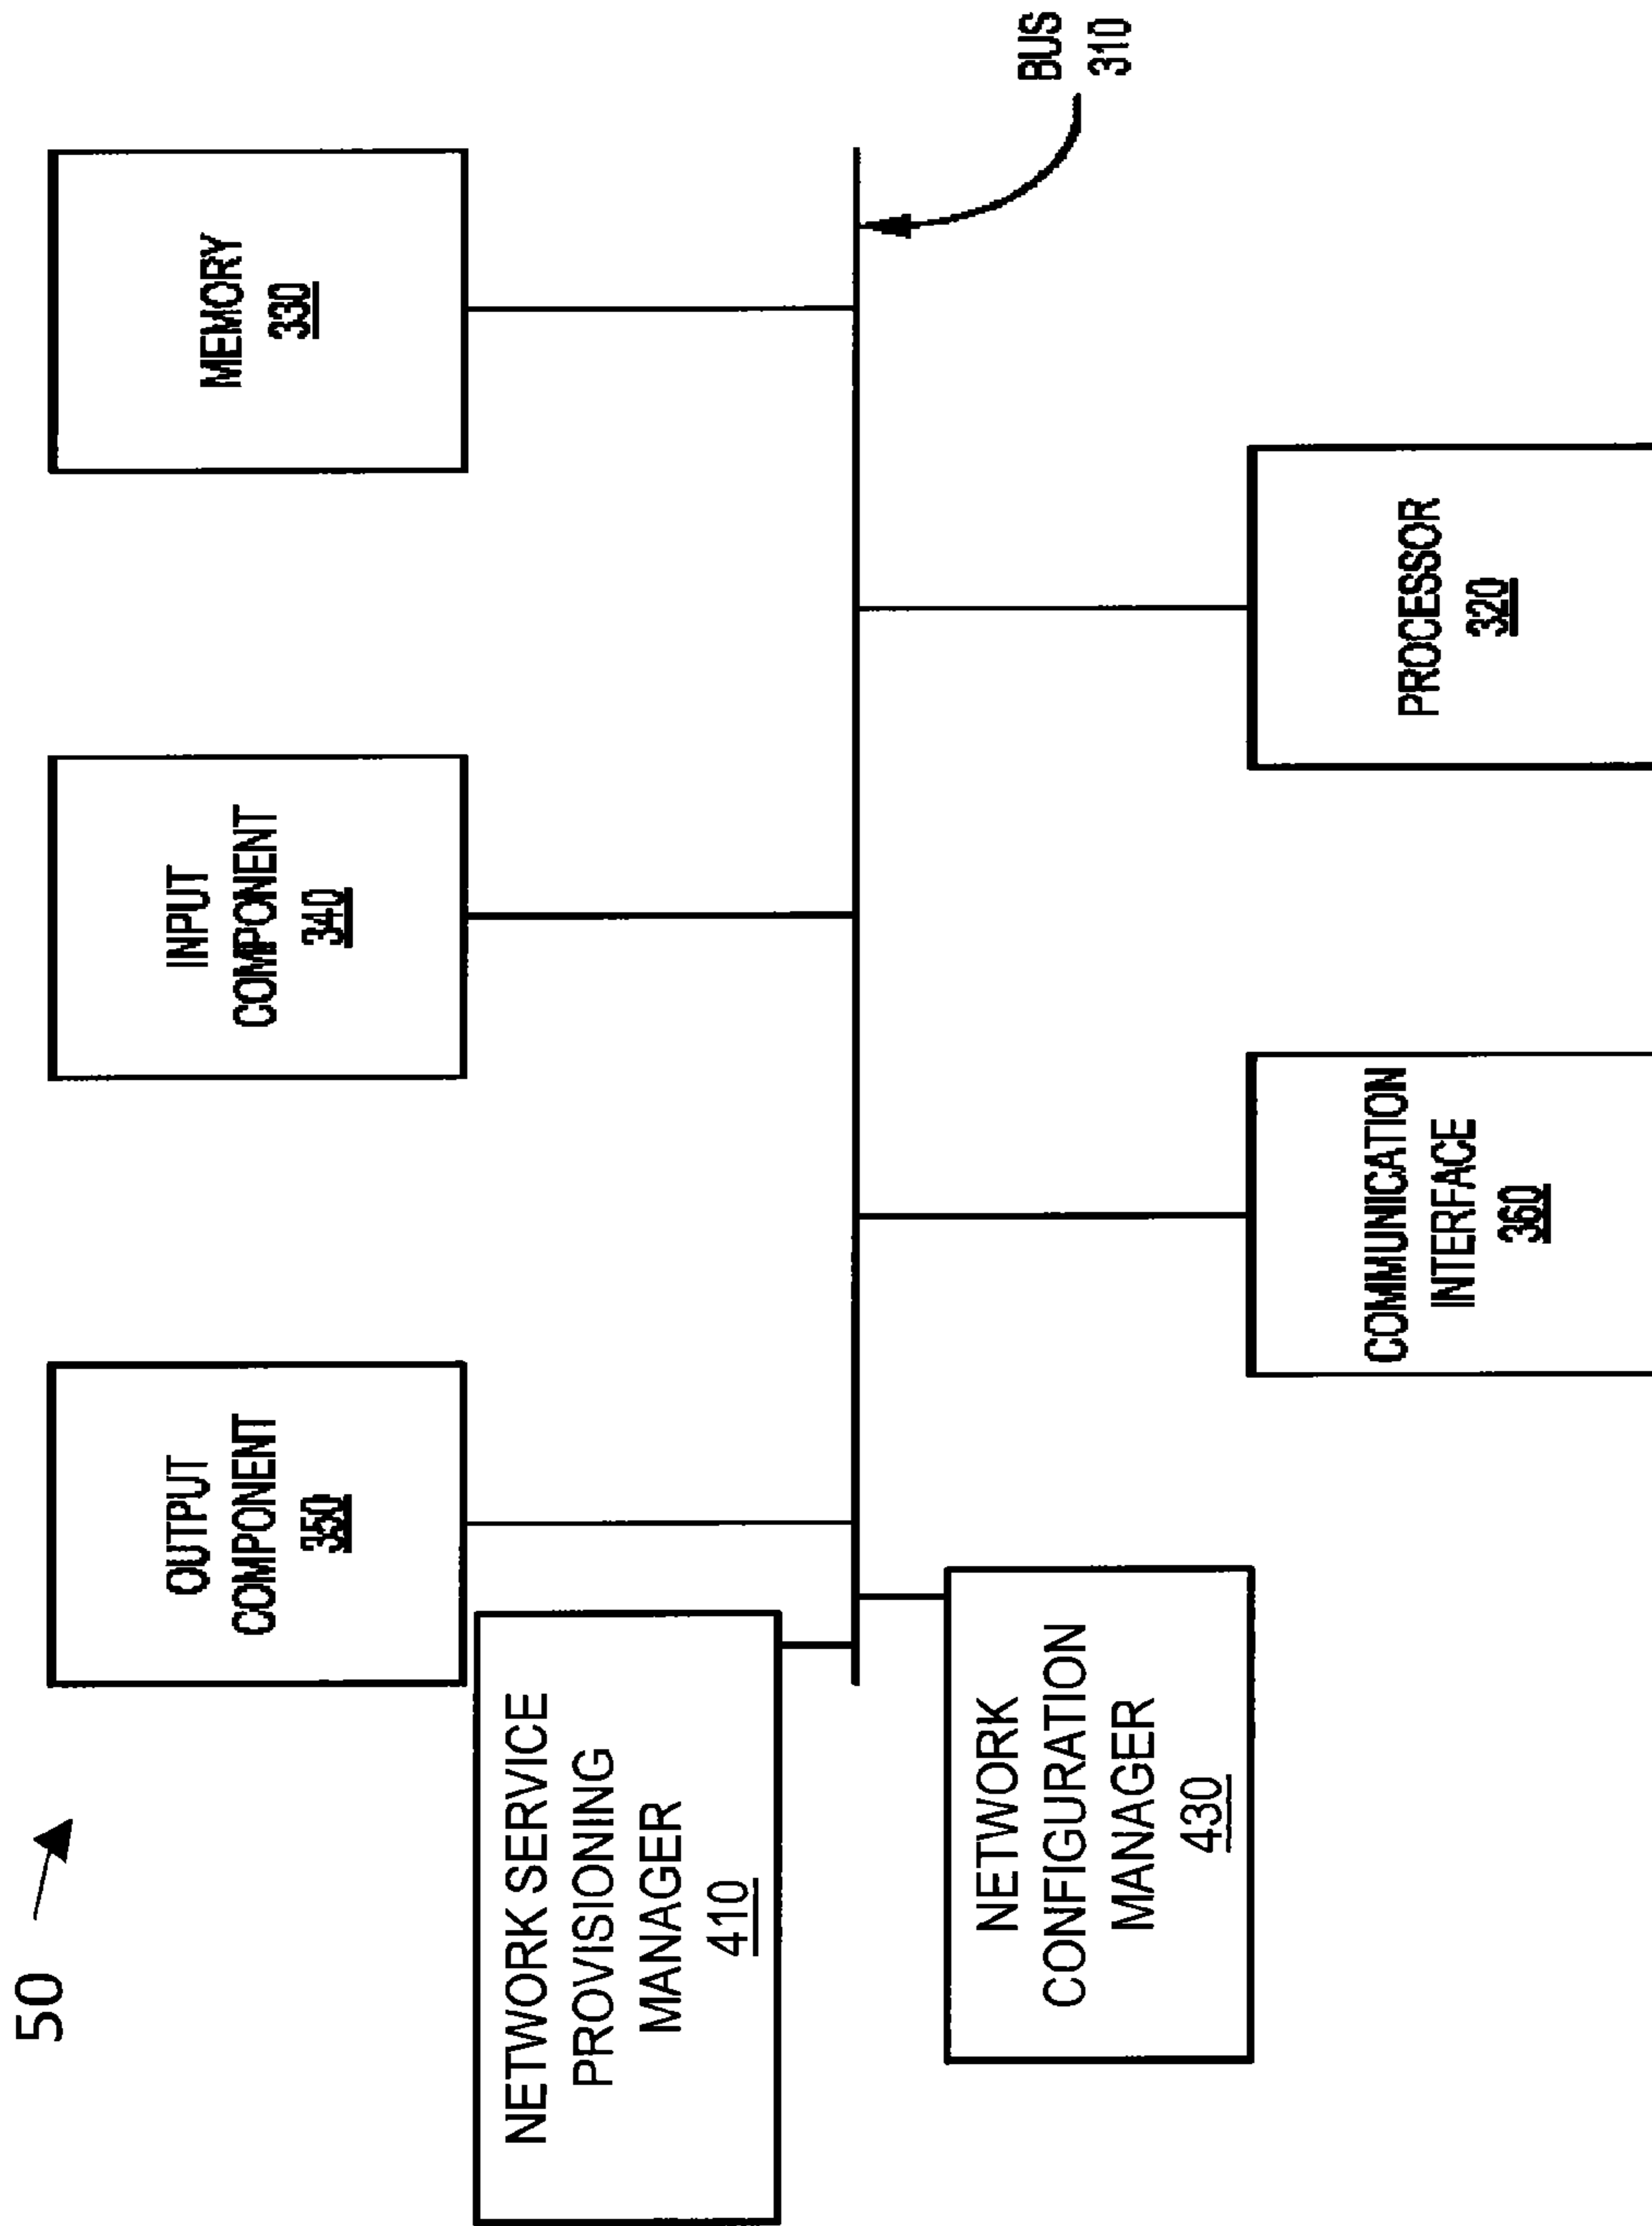 50
OUTPUT
COMPONENT
350
INPUT
COMPONENT
340
MEMORY
330
NETWORK SERVICE
PROVISIONING
MANAGER
410
BUS
310
NETWORK
CONFIGURATION
MANAGER
430
COMMUNICATION
INTERFACE
360
PROCESSOR
320